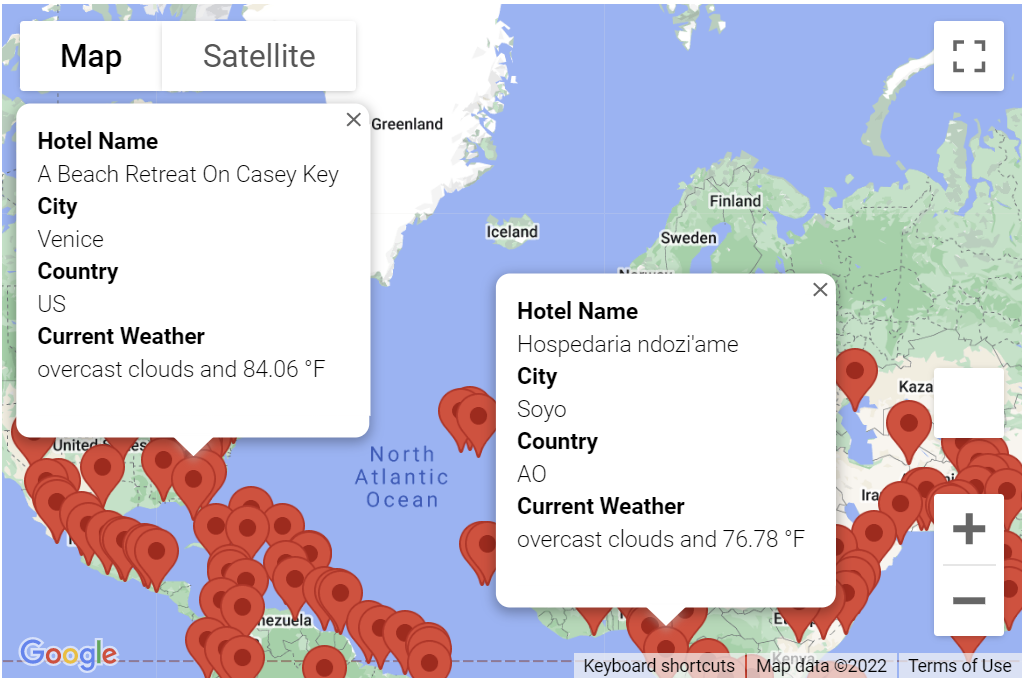 Map
Satellite
Greenland
Hotel Name
A Beach Retreat On Casey Key
City
Venice
Country
US
Current Weather
overcast clouds and 84.06 °F
Finland
Iceland
Sweden
Norway
Hotel Name
Hospedaria ndozi'ame
City
Soyo
Country
AO
Current Weather
overcast clouds and 76.78 °F
Kaza
United States
North
Atlantic
Ocean
Ira
nezuela
Kenya
Google
Keyboard shortcuts
Map data ©2022
Terms of Use